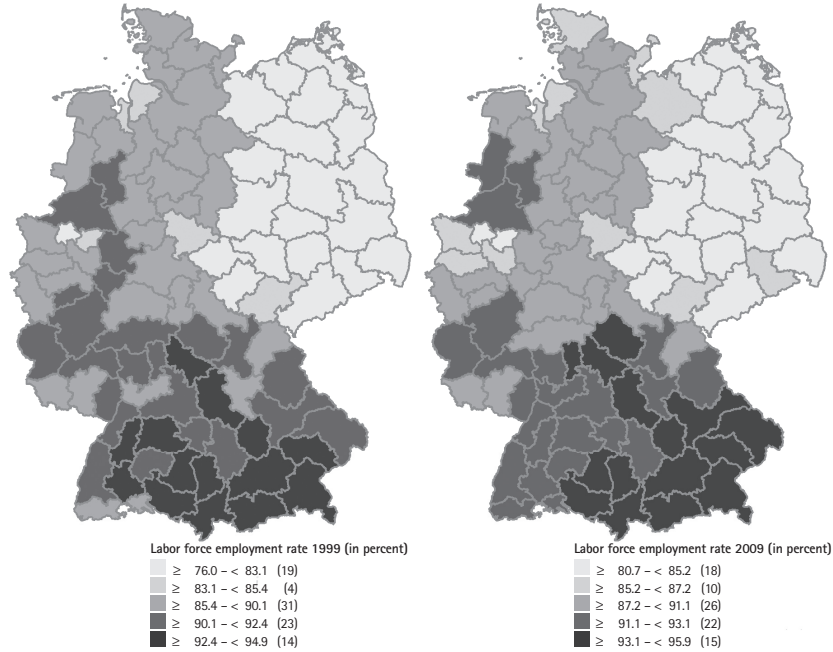 Labor force employment rate 1999 (in percent)
≥ 76.0 – < 83.1 (19)
≥ 83.1 – < 85.4 (4)
≥ 85.4 – < 90.1 (31)
≥ 90.1 – < 92.4 (23)
≥ 92.4 – < 94.9 (14)
Labor force employment rate 2009 (in percent)
≥ 80.7 – < 85.2 (18)
≥ 85.2 – < 87.2 (10)
≥ 87.2 – < 91.1 (26)
≥ 91.1 – < 93.1 (22)
≥ 93.1 – < 95.9 (15)